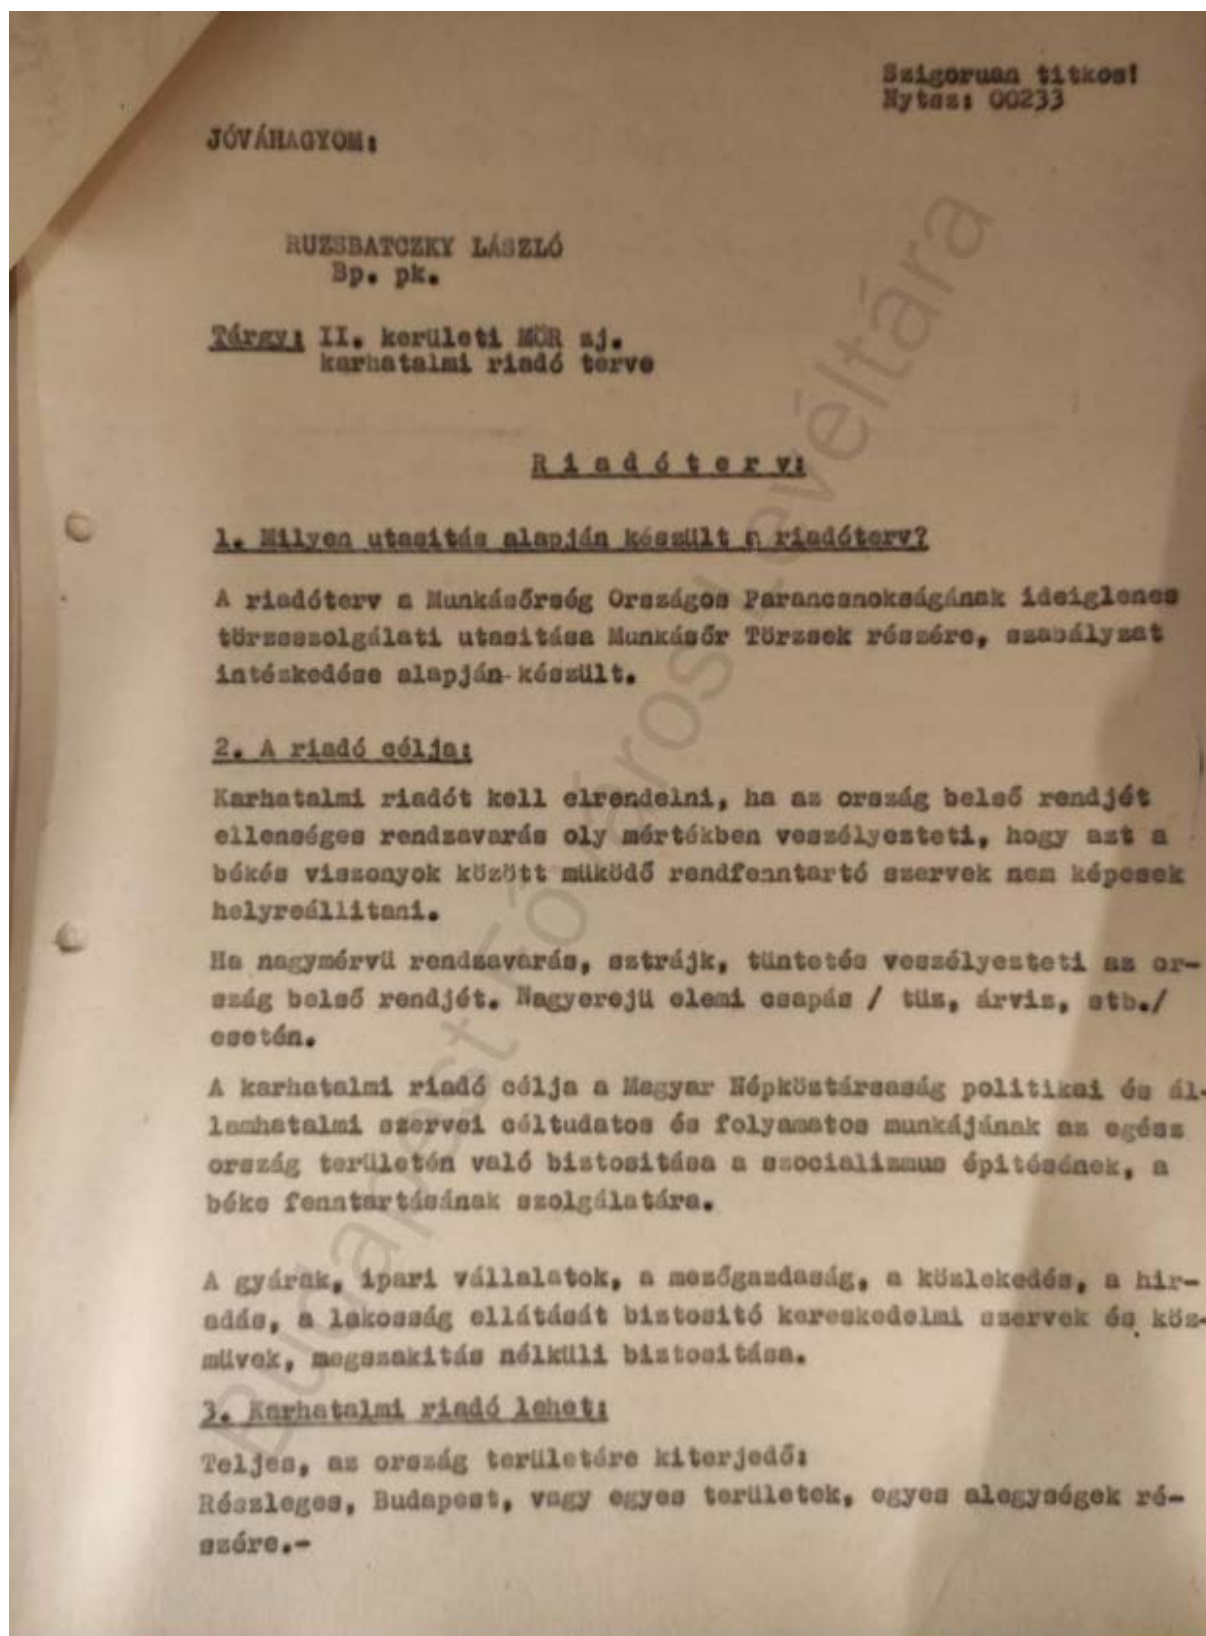 Szigoruan titkos!
Nytsz: 00233
JÓVÁHAGYOM:
RUZSBATCZKY LÁSZLÓ
Bp. pk.
Tárgy: II. kerületi MŐR zj.
karhatalmi riadó terve
Riadóterv:
1. Milyen utasitás alapján készült a riadóterv?
A riadóterv a Munkásőrség Országos Parancsnokságának ideiglenes
törzsszolgálati utasitása Munkásőr Törzsek részére, szabályzat
intézkedése alapján készült.
2. A riadó célja:
Karhatalmi riadót kell elrendelni, ha az ország belső rendjét
ellenséges rendzavarás oly mértékben veszélyezteti, hogy azt a
békés viszonyok között müködő rendfenntartó szervek nem képesek
helyreállitani.
Ha nagymérvü rendzavarás, sztrájk, tüntetés veszélyezteti az or-
szág belső rendjét. Nagyerejü elemi csapás / tüz, árviz, stb./
esetén.
A karhatalmi riadó célja a Magyar Népköztársaság politikai és ál-
lamhatalmi szervei céltudatos és folyamatos munkájának az egész
ország területén való biztositása a szocializmus épitésének, a
béke fenntartásának szolgálatára.
A gyárak, ipari vállalatok, a mezőgazdaság, a közlekedés, a hir-
adás, a lakosság ellátását biztositó kereskedelmi szervek és köz-
müvek, megszakitás nélküli biztositása.
3. Karhatalmi riadó lehet:
Teljes, az ország területére kiterjedő:
Részleges, Budapest, vagy egyes területek, egyes alegységek ré-
szére.-
Budapest Főváros Levéltára